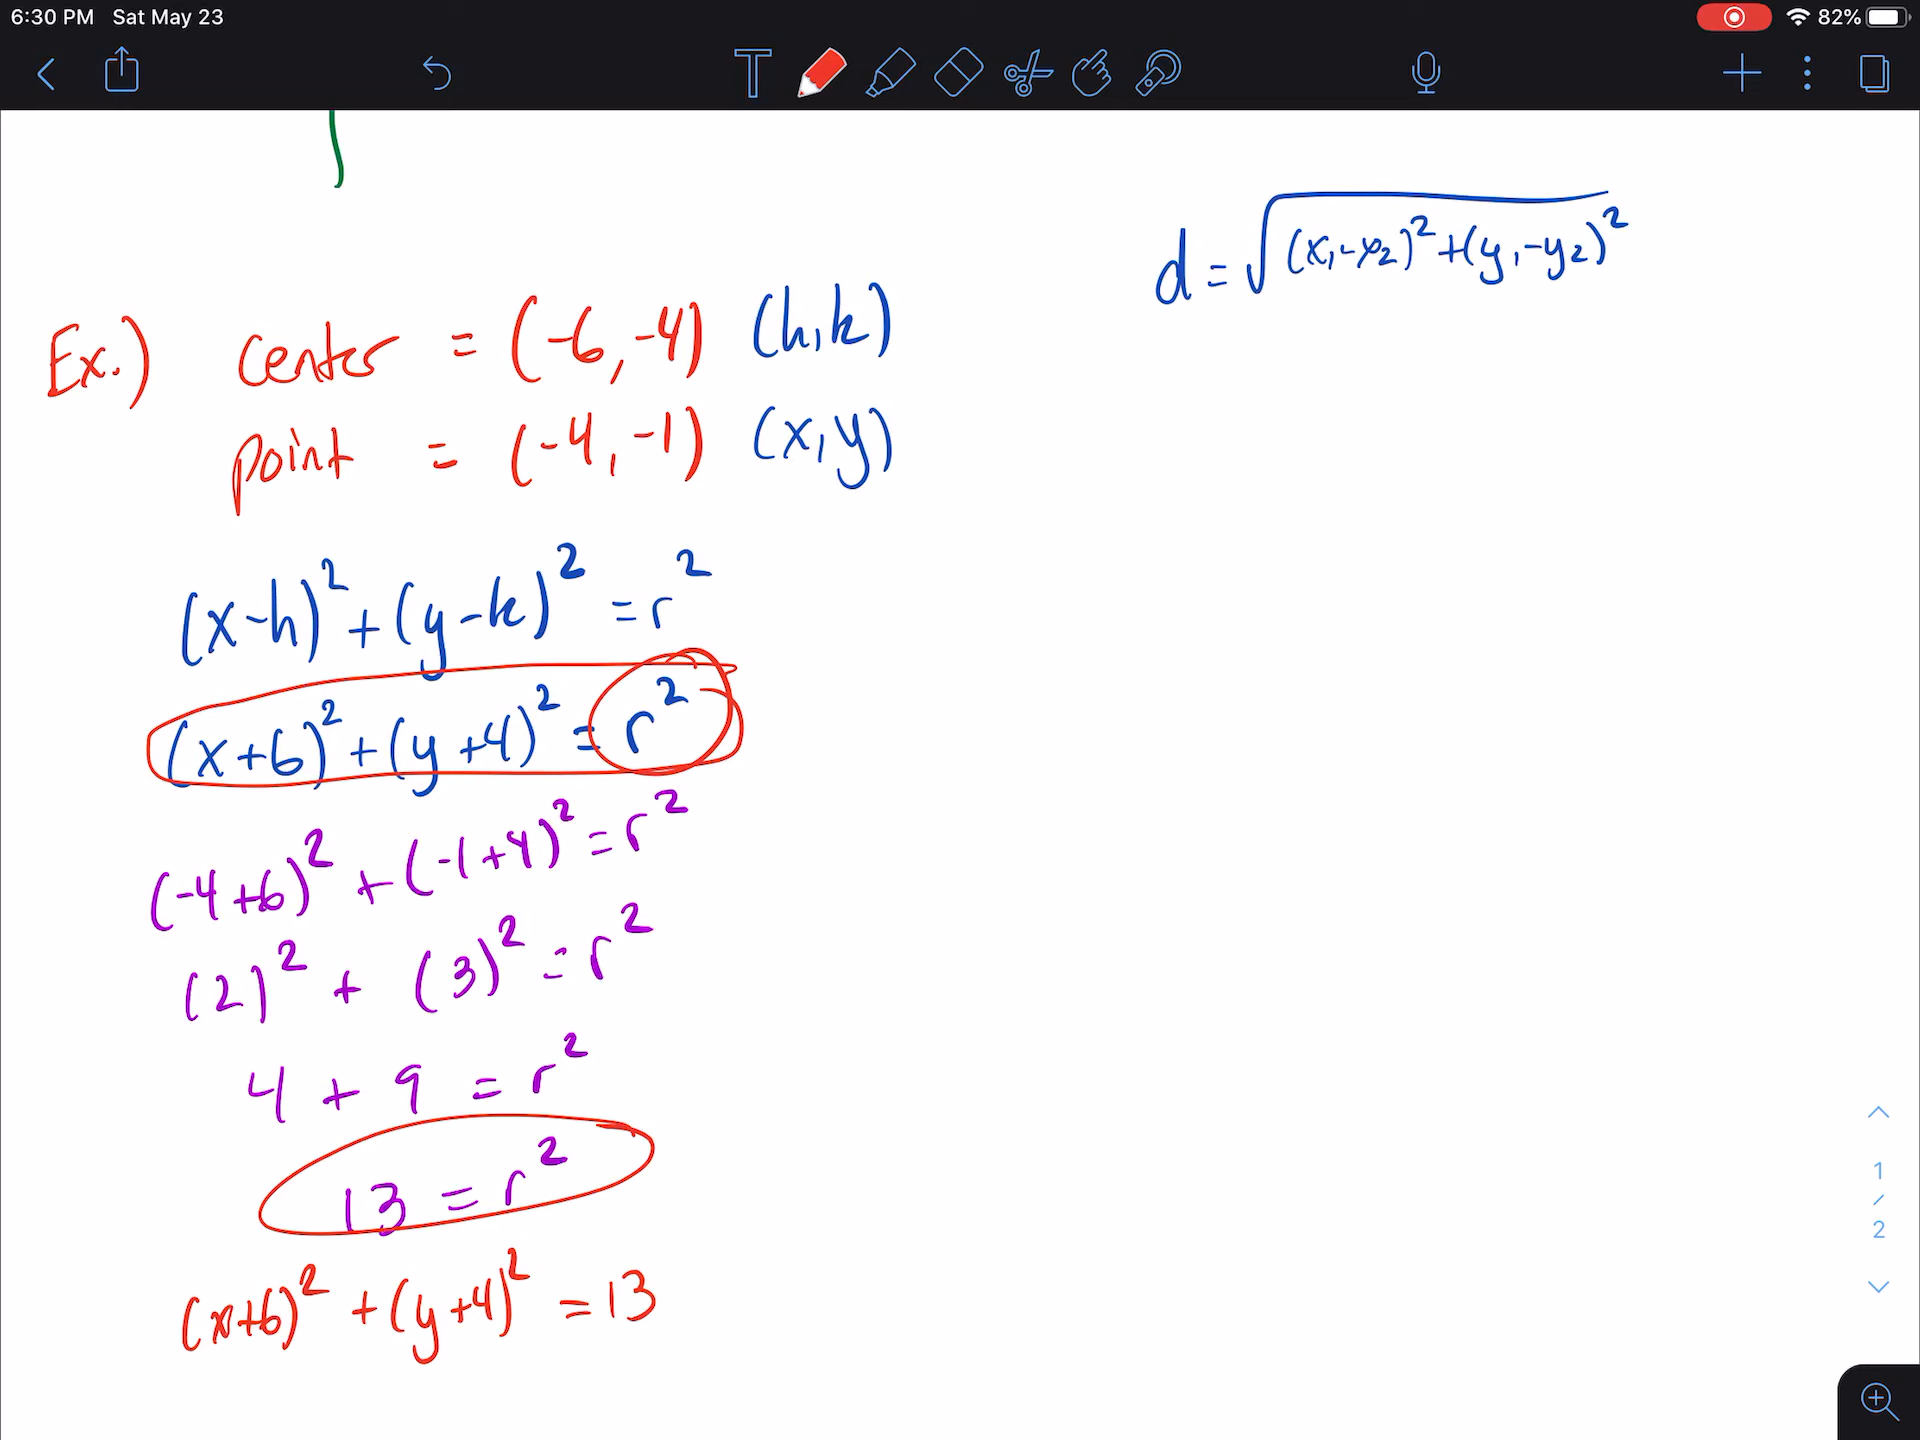 6:30 PM Sat May 23
82%
T
d = √((x₁-x₂)² + (y₁-y₂)²)
Ex.) center = (-6, -4) (h, k)
point = (-4, -1) (x, y)
(x-h)² + (y-k)² = r²
(x+6)² + (y+4)² = r²
(-4+6)² + (-1+4)² = r²
(2)² + (3)² = r²
4 + 9 = r²
13 = r²
(x+6)² + (y+4)² = 13
1
/
2